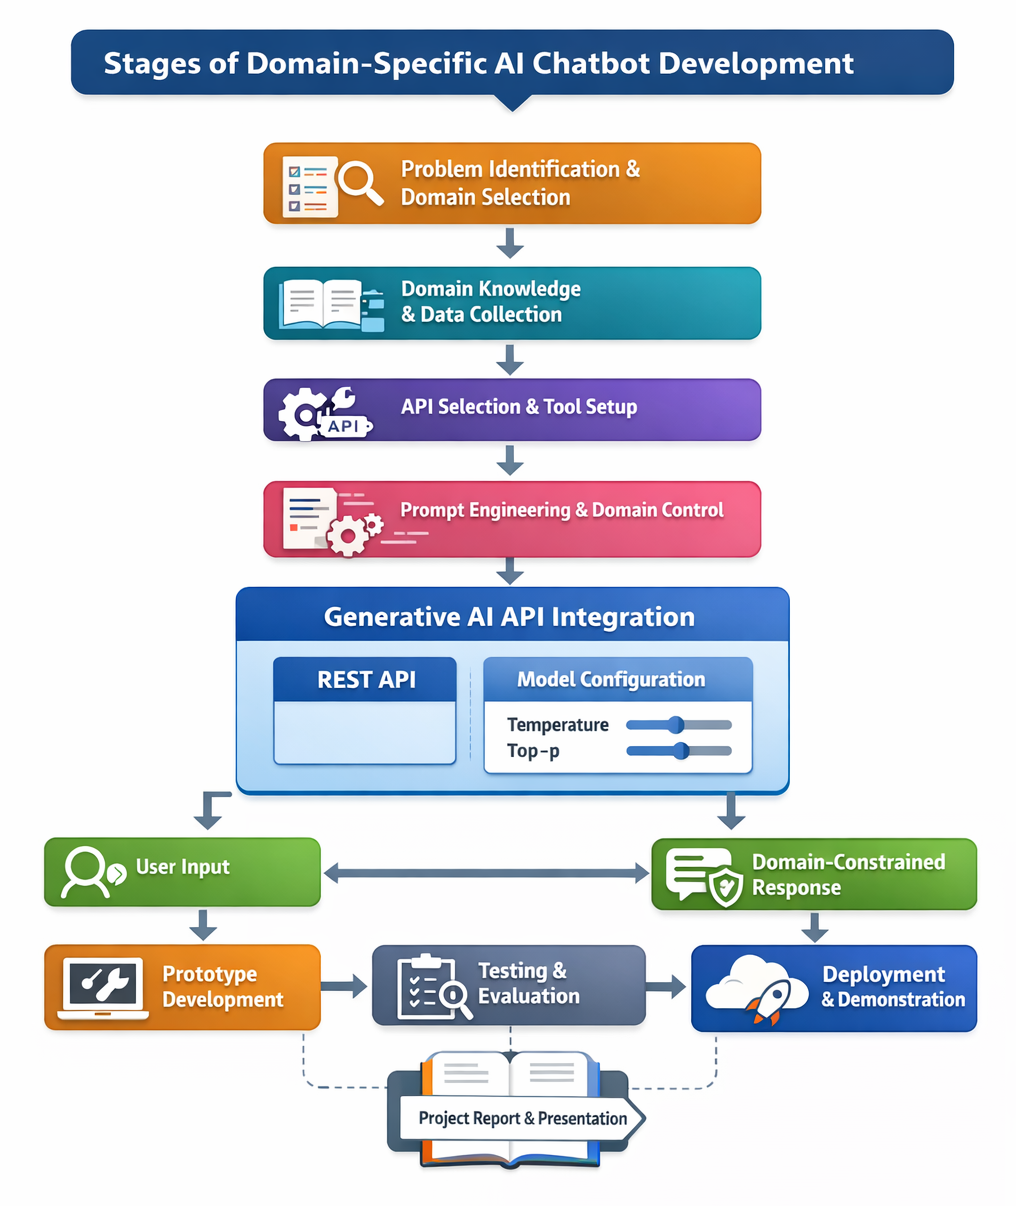 Stages of Domain-Specific AI Chatbot Development
Problem Identification &
Domain Selection
Domain Knowledge
& Data Collection
API
API Selection & Tool Setup
Prompt Engineering & Domain Control
Generative AI API Integration
REST API
Model Configuration
Temperature
Top-p
User Input
Domain-Constrained
Response
Prototype
Development
Testing &
Evaluation
Deployment
& Demonstration
Project Report & Presentation